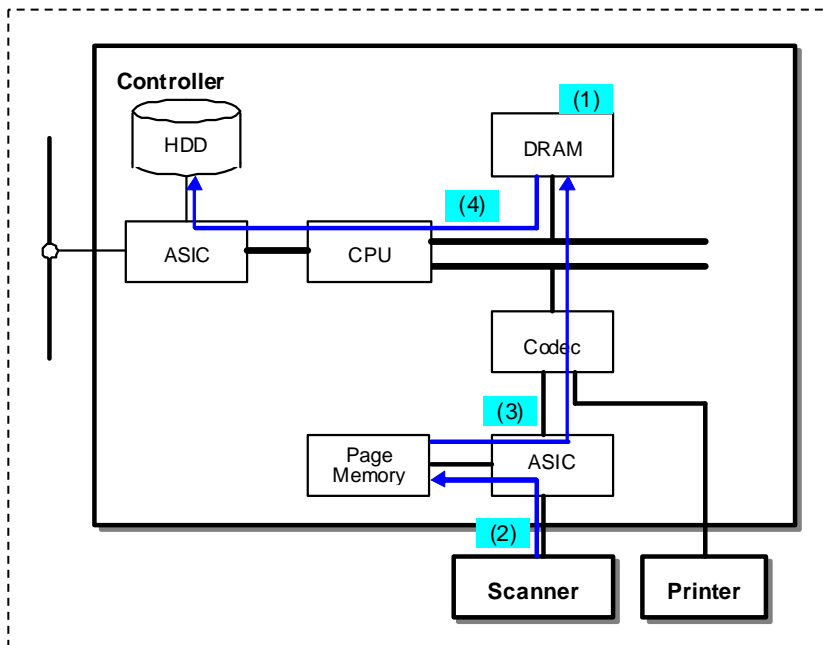 Controller
(1)
HDD
DRAM
(4)
ASIC
CPU
Codec
(3)
Page
Memory
ASIC
(2)
Scanner
Printer